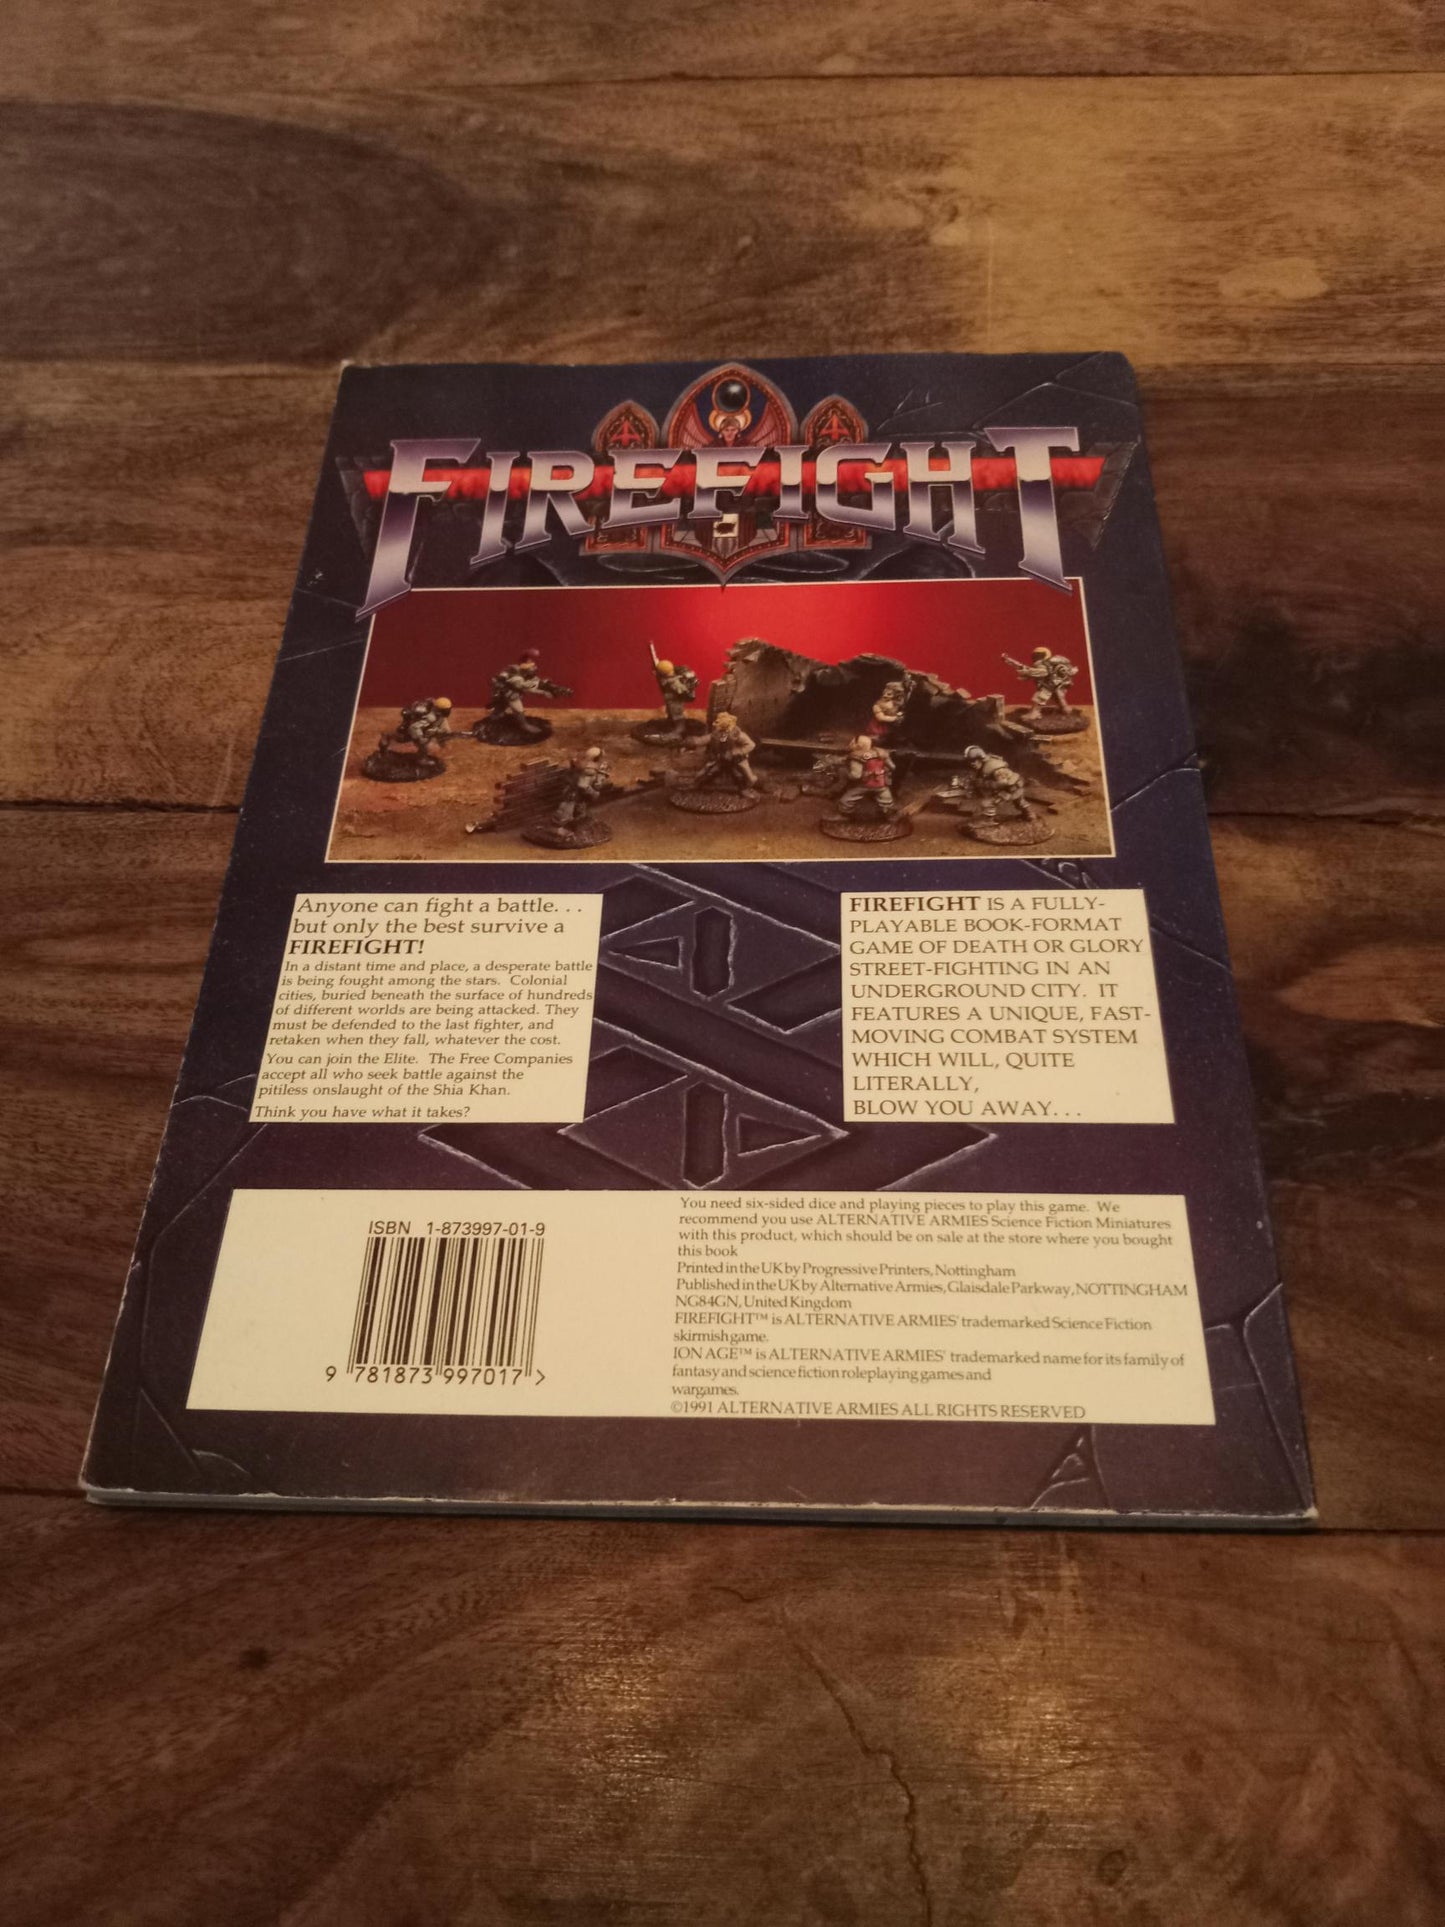 FIREFIGHT
Anyone can fight a battle. . .
but only the best survive a
FIREFIGHT!
In a distant time and place, a desperate battle
is being fought among the stars. Colonial
cities, buried beneath the surface of hundreds
of different worlds are being attacked. They
must be defended to the last fighter, and
retaken when they fall, whatever the cost.
You can join the Elite. The Free Companies
accept all who seek battle against the
pitiless onslaught of the Shia Khan.
Think you have what it takes?
FIREFIGHT IS A FULLY-
PLAYABLE BOOK-FORMAT
GAME OF DEATH OR GLORY
STREET-FIGHTING IN AN
UNDERGROUND CITY. IT
FEATURES A UNIQUE, FAST-
MOVING COMBAT SYSTEM
WHICH WILL, QUITE
LITERALLY,
BLOW YOU AWAY. . .
ISBN 1-873997-01-9
9 781873 997017 >
You need six-sided dice and playing pieces to play this game. We
recommend you use ALTERNATIVE ARMIES Science Fiction Miniatures
with this product, which should be on sale at the store where you bought
this book
Printed in the UK by Progressive Printers, Nottingham
Published in the UK by Alternative Armies, Glaisdale Parkway, NOTTINGHAM
NG84GN, United Kingdom
FIREFIGHT™ is ALTERNATIVE ARMIES' trademarked Science Fiction
skirmish game.
ION AGE™ is ALTERNATIVE ARMIES' trademarked name for its family of
fantasy and science fiction roleplaying games and
wargames.
©1991 ALTERNATIVE ARMIES ALL RIGHTS RESERVED